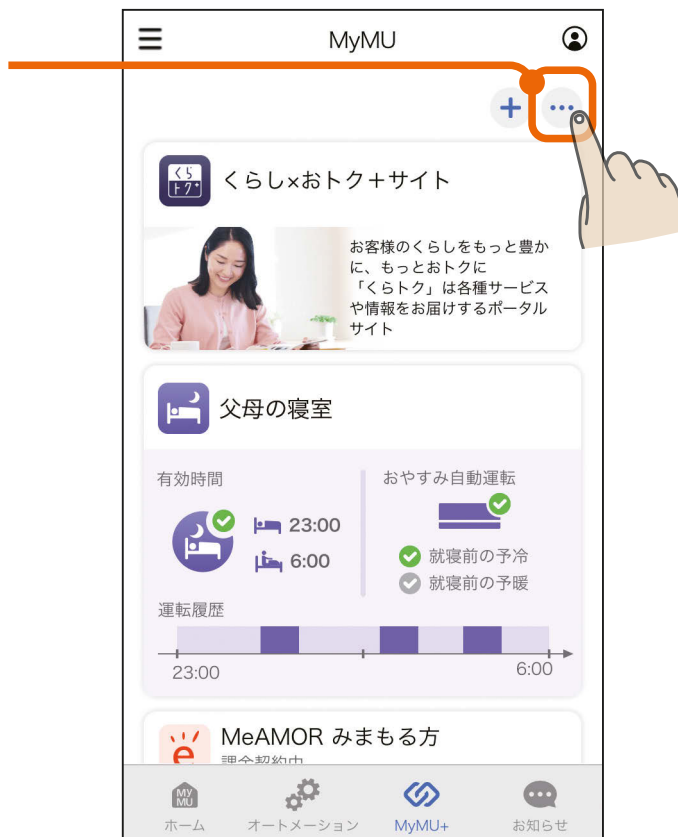 MyMU
くら
トク+
くらし×おトク＋サイト
お客様のくらしをもっと豊か
に、もっとおトクに
「くらトク」は各種サービス
や情報をお届けするポータル
サイト
父母の寝室
有効時間
おやすみ自動運転
23:00
6:00
就寝前の予冷
就寝前の予暖
運転履歴
23:00
6:00
MeAMOR みまもる方
課金契約中
MY
MU
ホーム
オートメーション
MyMU+
お知らせ